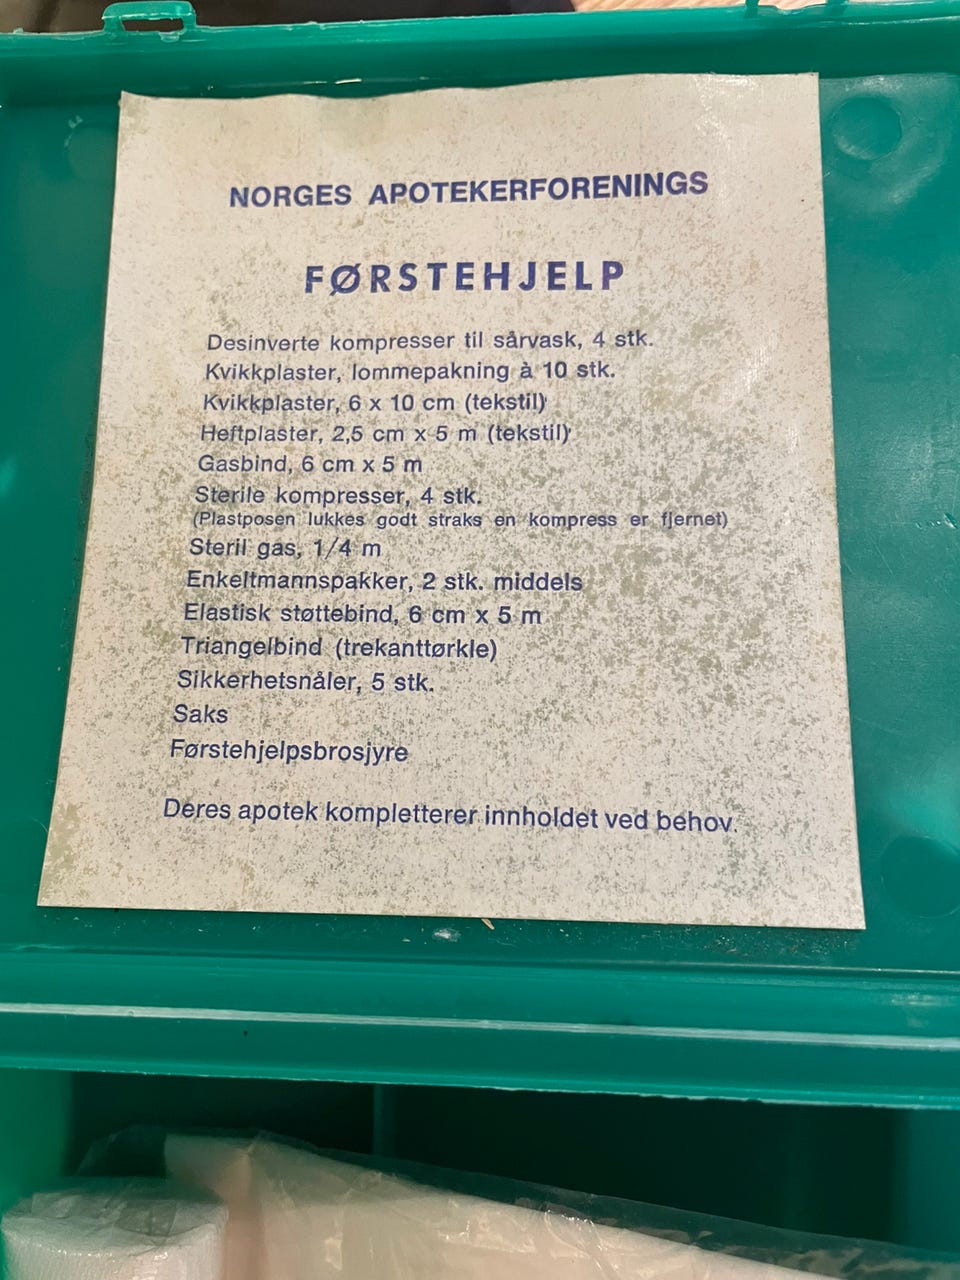 NORGES APOTEKERFORENINGS
FØRSTEHJELP
Desinverte kompresser til sårvask, 4 stk.
Kvikkplaster, lommepakning à 10 stk.
Kvikkplaster, 6 x 10 cm (tekstil)
Heftplaster, 2,5 cm x 5 m (tekstil)
Gasbind, 6 cm x 5 m
Sterile kompresser, 4 stk.
(Plastposen lukkes godt straks en kompress er fjernet)
Steril gas, 1/4 m
Enkeltmannspakker, 2 stk. middels
Elastisk støttebind, 6 cm x 5 m
Triangelbind (trekanttørkle)
Sikkerhetsnåler, 5 stk.
Saks
Førstehjelpsbrosjyre
Deres apotek kompletterer innholdet ved behov.